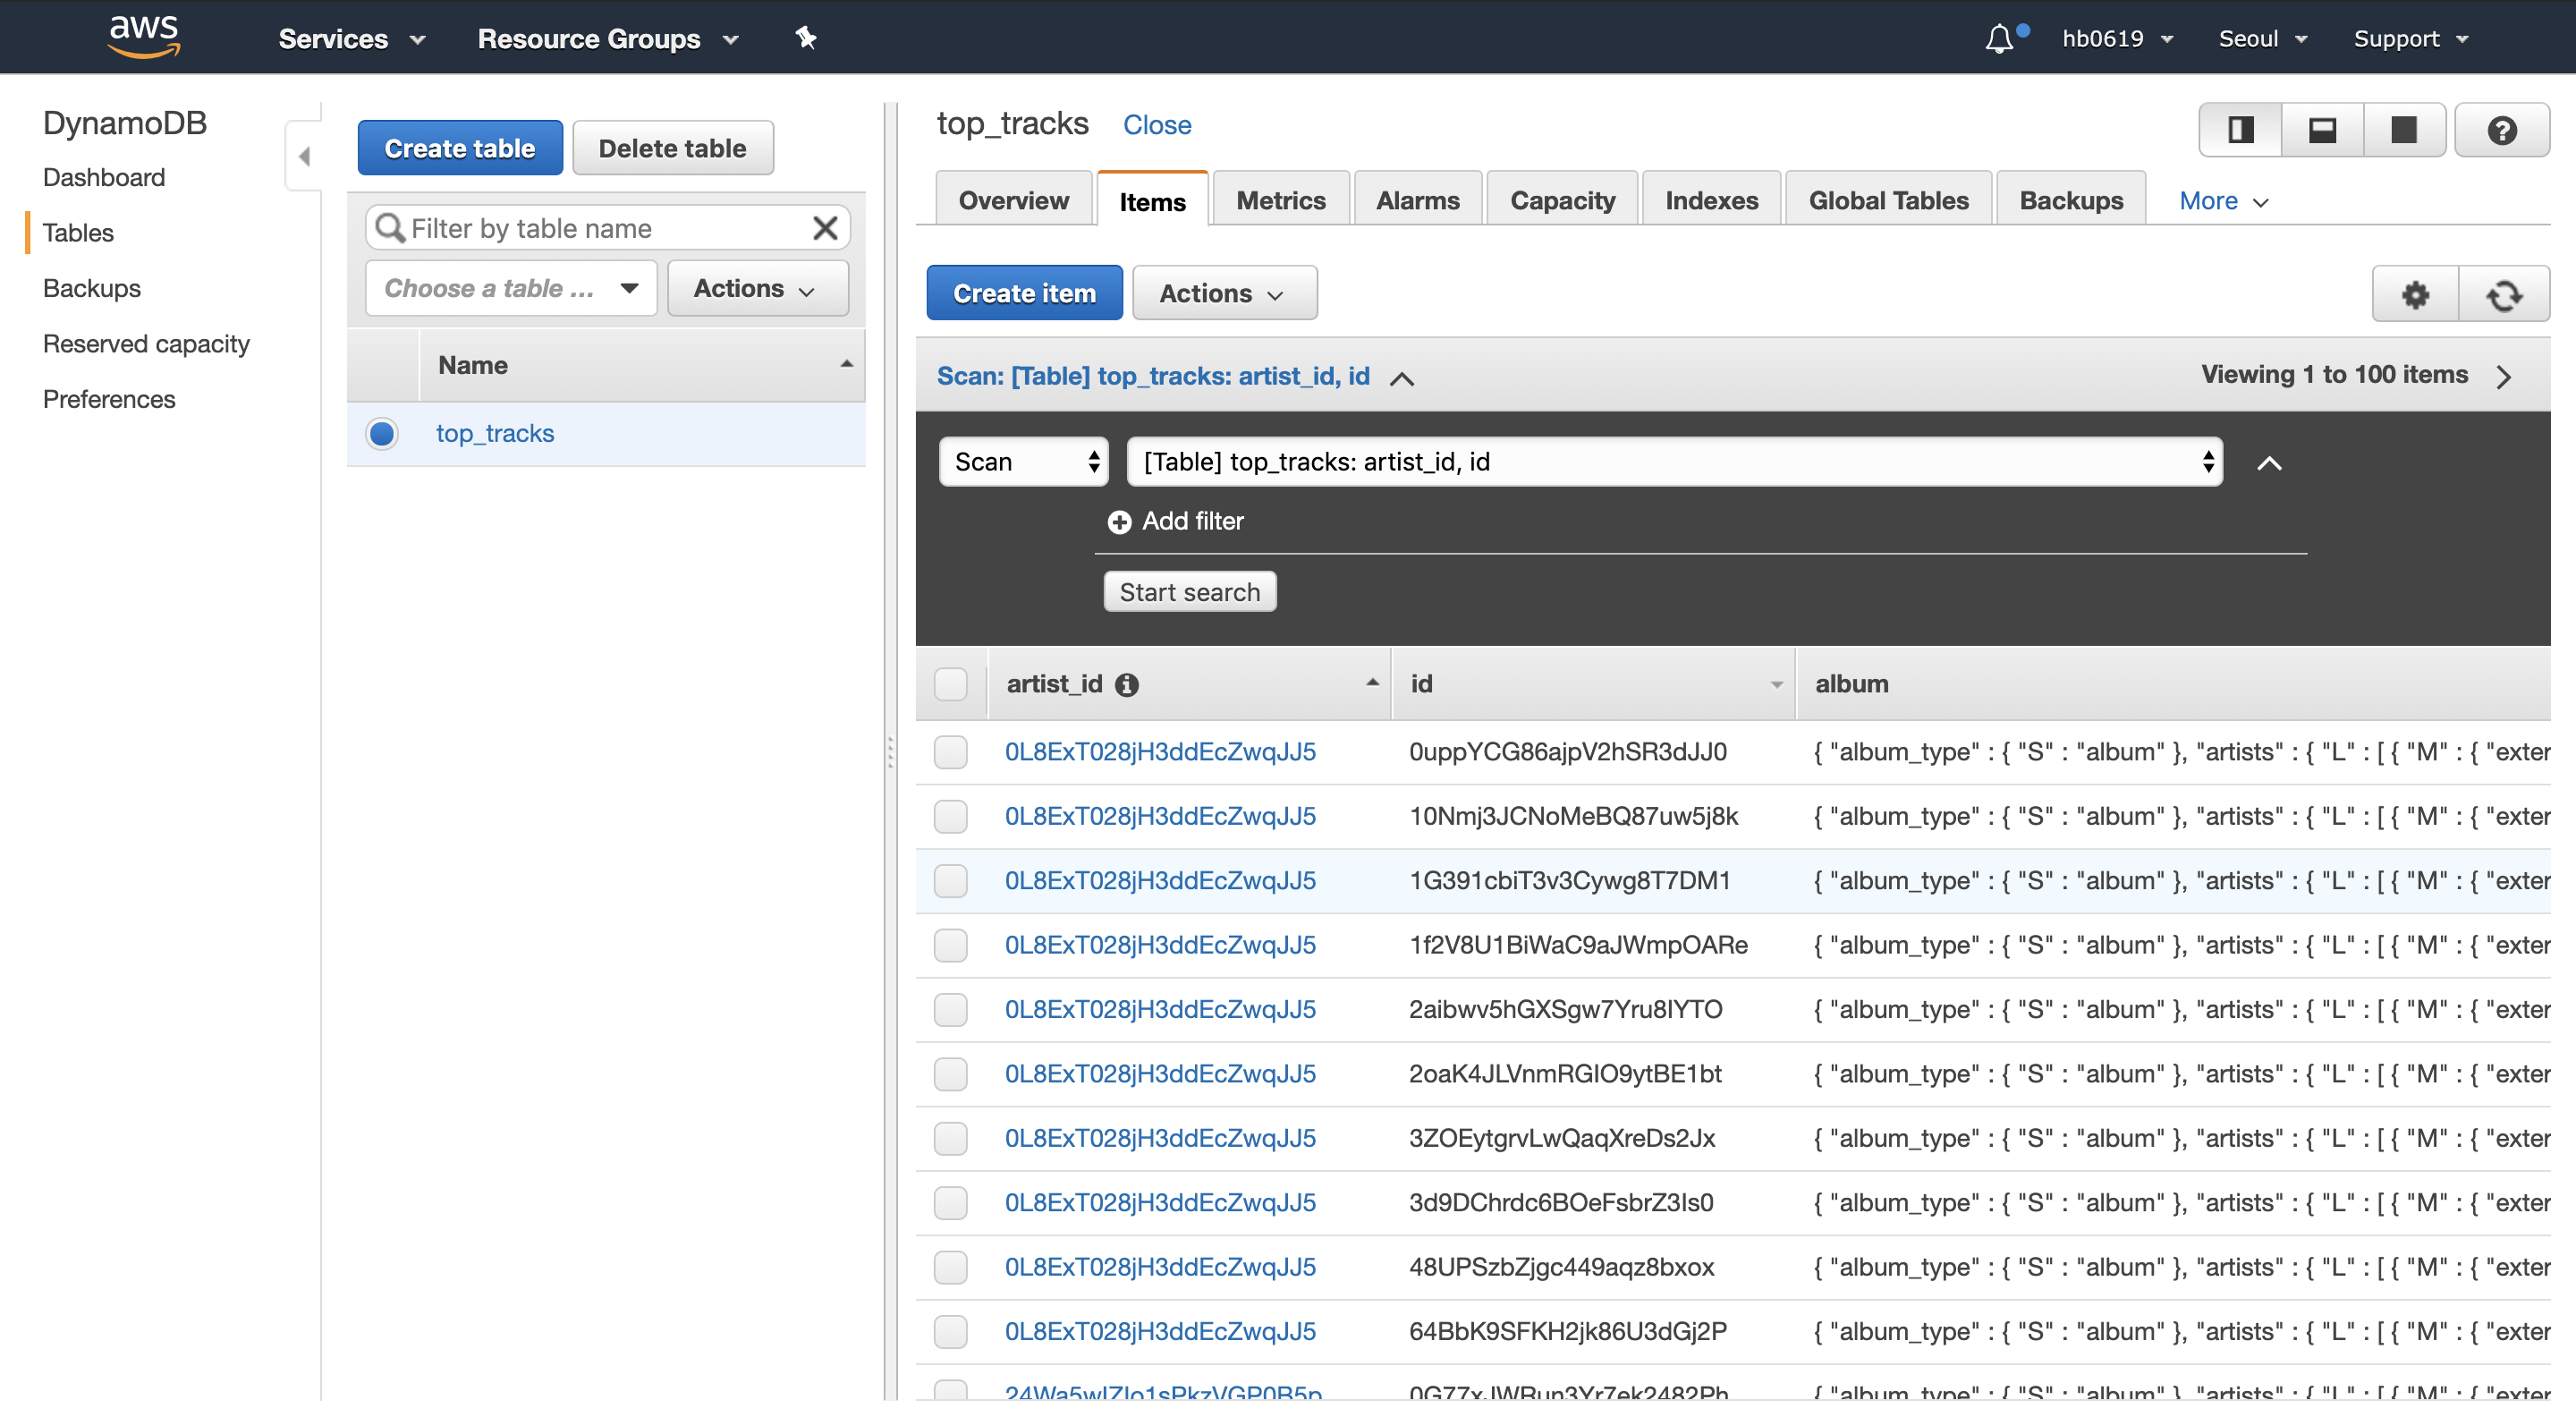 aws Services Resource Groups hb0619 Seoul Support
DynamoDB
Dashboard
Tables
Backups
Reserved capacity
Preferences
Create table Delete table
Filter by table name
Choose a table ... Actions
Name
top_tracks
top_tracks Close
Overview Items Metrics Alarms Capacity Indexes Global Tables Backups More
Create item Actions
Scan: [Table] top_tracks: artist_id, id Viewing 1 to 100 items
Scan [Table] top_tracks: artist_id, id
Add filter
Start search
artist_id id album
0L8ExT028jH3ddEcZwqJJ5 0uppYCG86ajpV2hSR3dJJ0 { "album_type" : { "S" : "album" }, "artists" : { "L" : [ { "M" : { "exter
0L8ExT028jH3ddEcZwqJJ5 10Nmj3JCNoMeBQ87uw5j8k { "album_type" : { "S" : "album" }, "artists" : { "L" : [ { "M" : { "exter
0L8ExT028jH3ddEcZwqJJ5 1G391cbiT3v3Cywg8T7DM1 { "album_type" : { "S" : "album" }, "artists" : { "L" : [ { "M" : { "exter
0L8ExT028jH3ddEcZwqJJ5 1f2V8U1BiWaC9aJWmpOARe { "album_type" : { "S" : "album" }, "artists" : { "L" : [ { "M" : { "exter
0L8ExT028jH3ddEcZwqJJ5 2aibwv5hGXSgw7Yru8IYTO { "album_type" : { "S" : "album" }, "artists" : { "L" : [ { "M" : { "exter
0L8ExT028jH3ddEcZwqJJ5 2oaK4JLVnmRGIO9ytBE1bt { "album_type" : { "S" : "album" }, "artists" : { "L" : [ { "M" : { "exter
0L8ExT028jH3ddEcZwqJJ5 3ZOEytgrvLwQaqXreDs2Jx { "album_type" : { "S" : "album" }, "artists" : { "L" : [ { "M" : { "exter
0L8ExT028jH3ddEcZwqJJ5 3d9DChrdc6BOeFsbrZ3Is0 { "album_type" : { "S" : "album" }, "artists" : { "L" : [ { "M" : { "exter
0L8ExT028jH3ddEcZwqJJ5 48UPSzbZjgc449aqz8bxox { "album_type" : { "S" : "album" }, "artists" : { "L" : [ { "M" : { "exter
0L8ExT028jH3ddEcZwqJJ5 64BbK9SFKH2jk86U3dGj2P { "album_type" : { "S" : "album" }, "artists" : { "L" : [ { "M" : { "exter
{ "album_type" : { "S" : "album" }, "artists" : { "L" : [ { "M" : { "exter